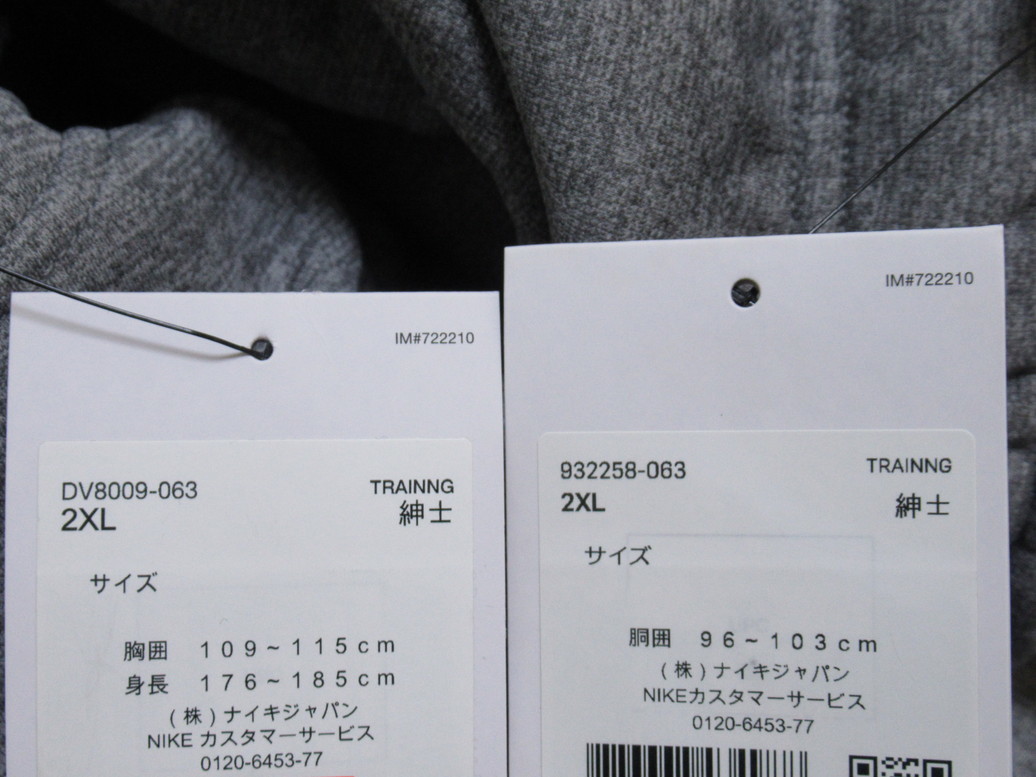 IM#722210
DV8009-063
TRAINNG
2XL
紳士
サイズ
胸囲 109~115cm
身長 176~185cm
(株)ナイキジャパン
NIKE カスタマーサービス
0120-6453-77
IM#722210
932258-063
TRAINNG
2XL
紳士
サイズ
胴囲 96~103cm
(株)ナイキジャパン
NIKEカスタマーサービス
0120-6453-77